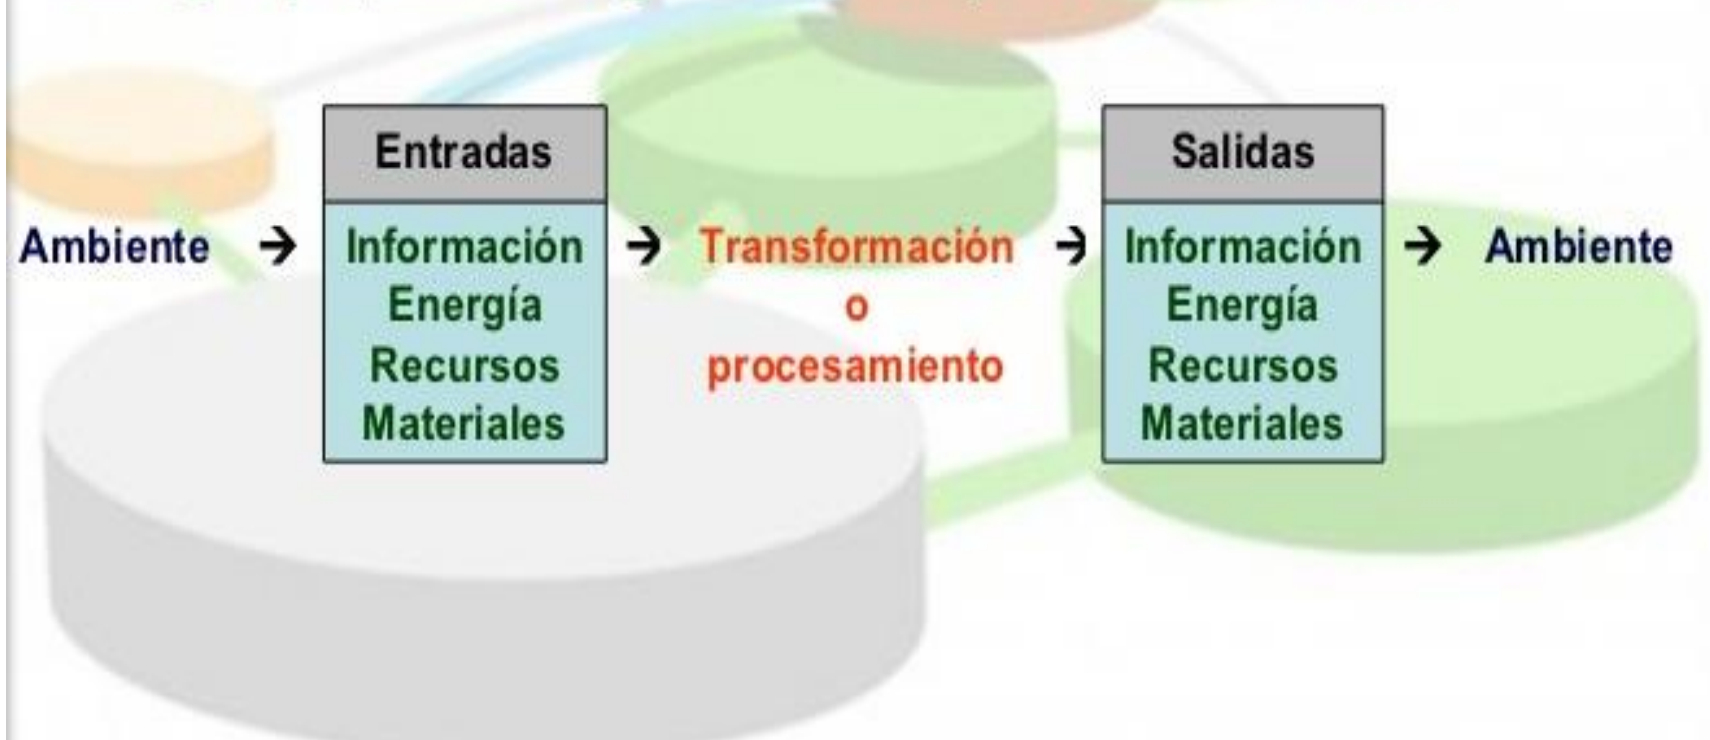 Entradas
Salidas
Ambiente → Información → Transformación → Información → Ambiente
Energía o Energía
Recursos procesamiento Recursos
Materiales Materiales